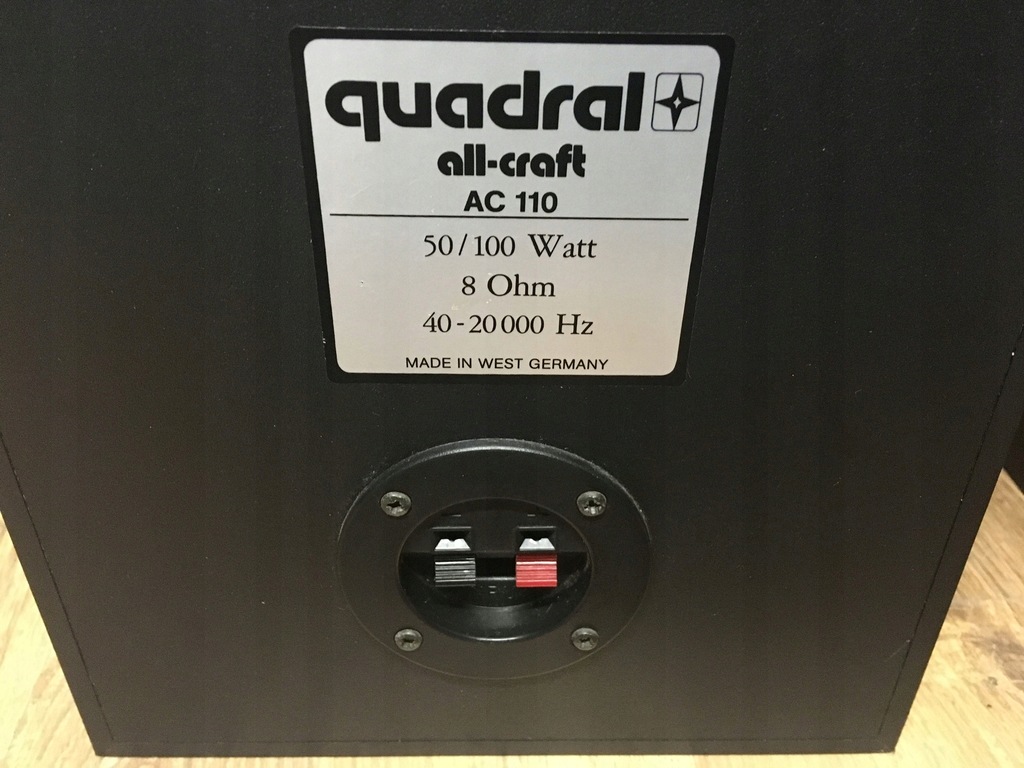 quadral
all-craft
AC 110
50/100 Watt
8 Ohm
40-20000 Hz
MADE IN WEST GERMANY